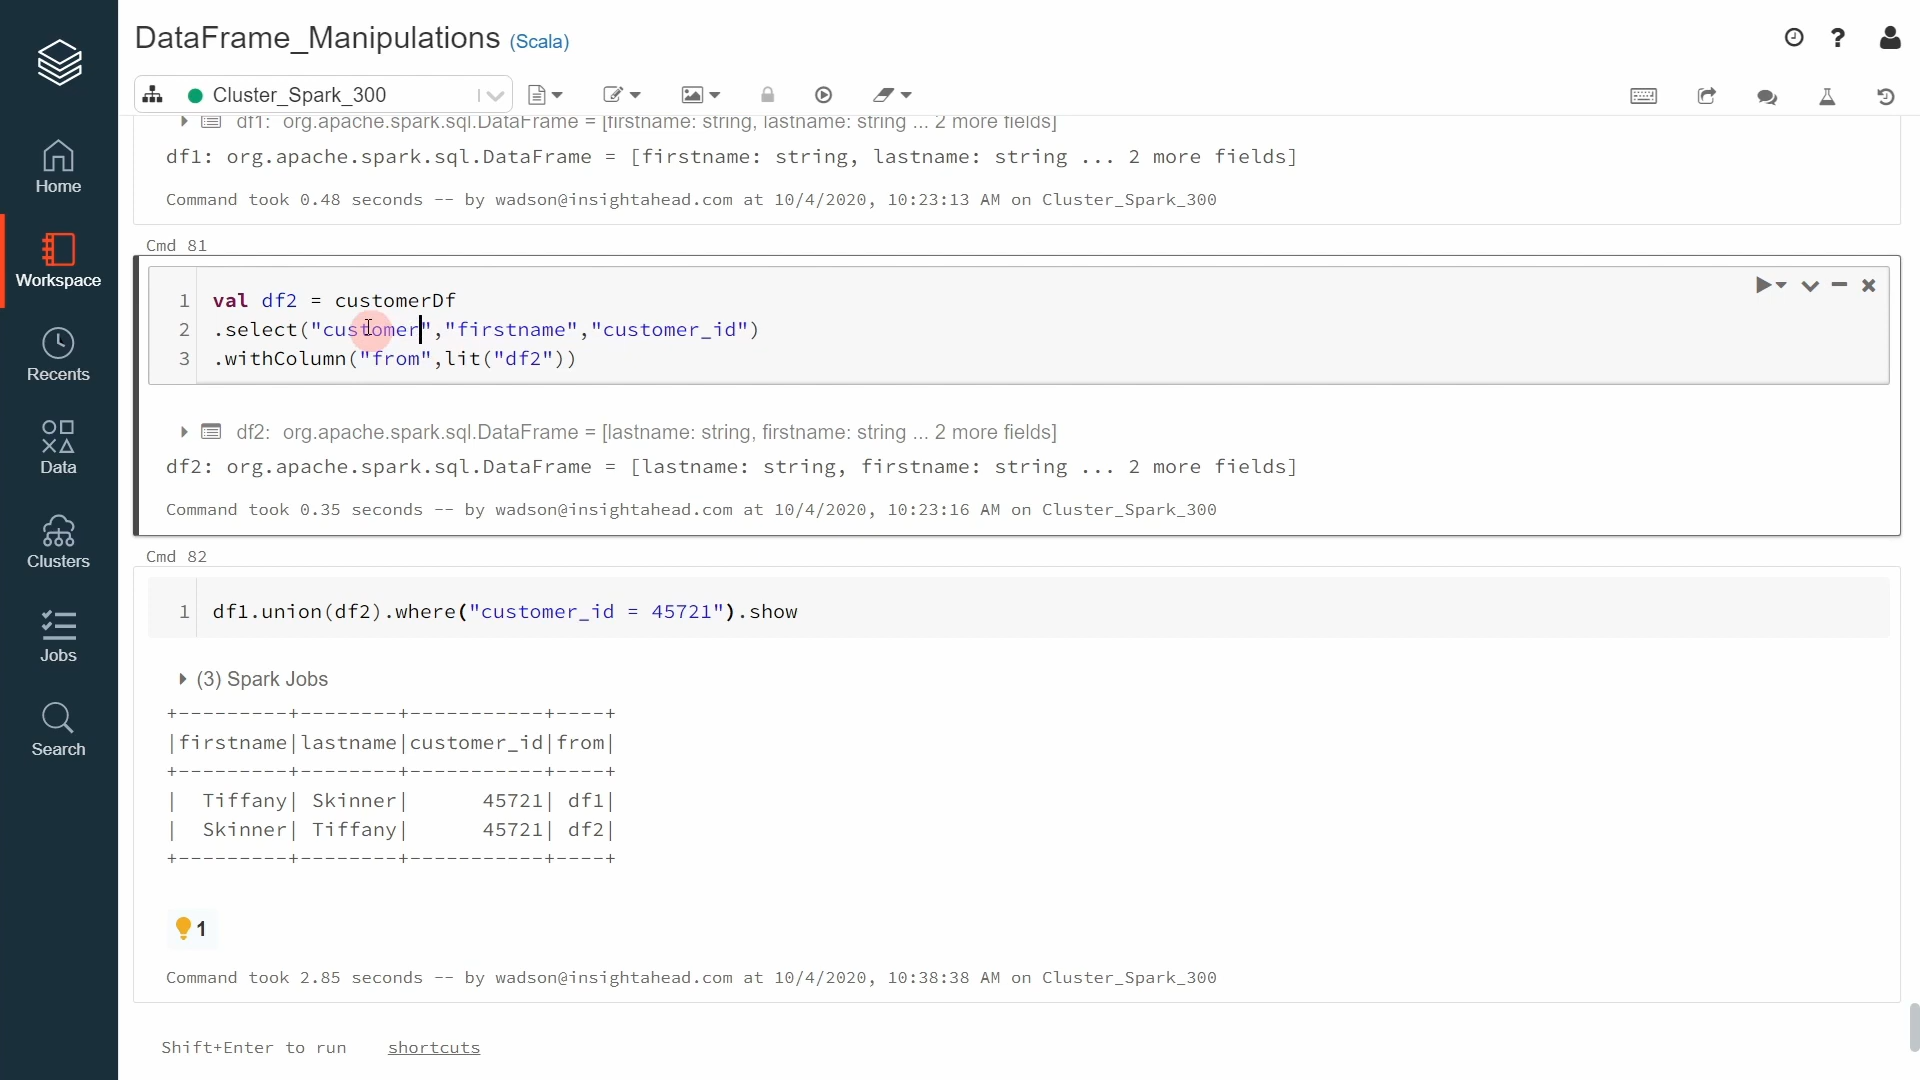 DataFrame_Manipulations (Scala)
Cluster_Spark_300
Home
Workspace
Recents
Data
Clusters
Jobs
Search
df1: org.apache.spark.sql.DataFrame = [firstname: string, lastname: string ... 2 more fields]
df1: org.apache.spark.sql.DataFrame = [firstname: string, lastname: string ... 2 more fields]
Command took 0.48 seconds -- by wadson@insightahead.com at 10/4/2020, 10:23:13 AM on Cluster_Spark_300
Cmd 81
1 val df2 = customerDf
2 .select("customer","firstname","customer_id")
3 .withColumn("from",lit("df2"))
df2: org.apache.spark.sql.DataFrame = [lastname: string, firstname: string ... 2 more fields]
df2: org.apache.spark.sql.DataFrame = [lastname: string, firstname: string ... 2 more fields]
Command took 0.35 seconds -- by wadson@insightahead.com at 10/4/2020, 10:23:16 AM on Cluster_Spark_300
Cmd 82
1 df1.union(df2).where("customer_id = 45721").show
(3) Spark Jobs
+---------+--------+-----------+----+
|firstname|lastname|customer_id|from|
+---------+--------+-----------+----+
|  Tiffany| Skinner|      45721| df1|
|  Skinner| Tiffany|      45721| df2|
+---------+--------+-----------+----+
1
Command took 2.85 seconds -- by wadson@insightahead.com at 10/4/2020, 10:38:38 AM on Cluster_Spark_300
Shift+Enter to run shortcuts